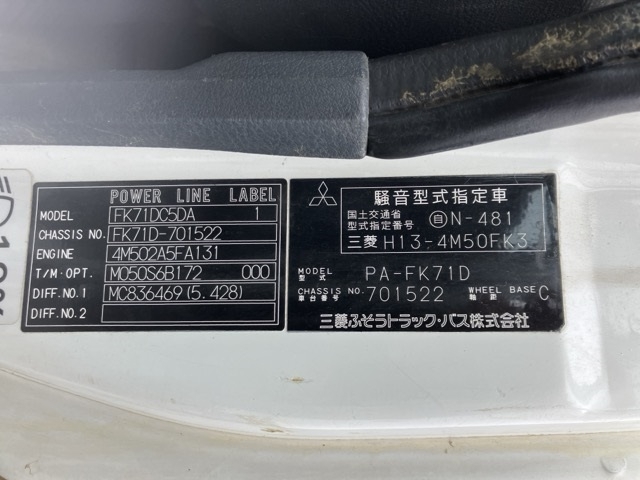 POWER LINE LABEL
MODEL FK71DC5DA 1
CHASSIS NO. FK71D-701522
ENGINE 4M502A5FA131
T/M・OPT. M050S6B172 000
DIFF. NO.1 MC836469(5.428)
DIFF. NO.2
騒音型式指定車
国土交通省
型式指定番号 自N-481
三菱 H13-4M50FK3
MODEL
型式 PA-FK71D
CHASSIS NO.
車台番号 701522 WHEEL BASE
軸距 C
三菱ふそうトラック・バス株式会社